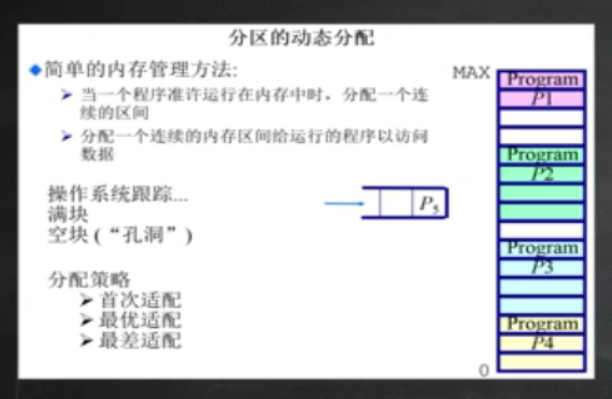 分区的动态分配
简单的内存管理方法:
当一个程序准许运行在内存中时，分配一个连
续的区间
分配一个连续的内存区间给运行的程序以访问
数据
操作系统跟踪...
满块
空块 (“孔洞”)
分配策略
首次适配
最优适配
最差适配
P5
MAX
Program
P1
Program
P2
Program
P3
Program
P4
0